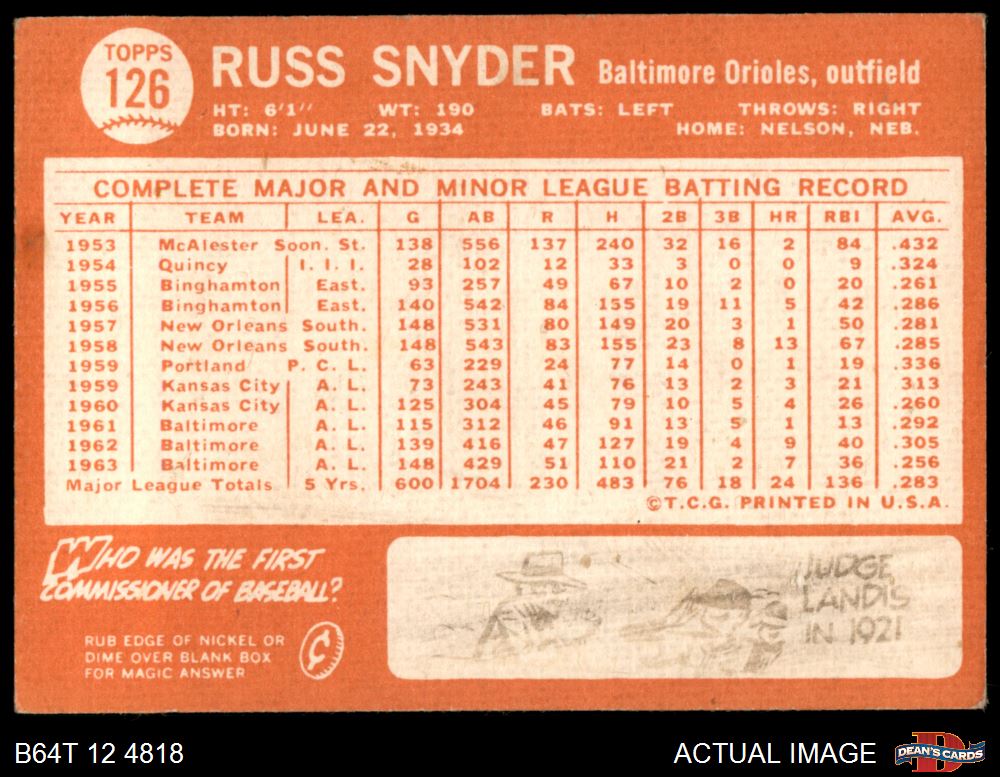 TOPPS
126
RUSS SNYDER Baltimore Orioles, outfield
HT: 6'1'' WT: 190 BATS: LEFT THROWS: RIGHT
BORN: JUNE 22, 1934 HOME: NELSON, NEB.
COMPLETE MAJOR AND MINOR LEAGUE BATTING RECORD
YEAR TEAM LEA. G AB R H 2B 3B HR RBI AVG.
1953 McAlester Soon. St. 138 556 137 240 32 16 2 84 .432
1954 Quincy I. I. I. 28 102 12 33 3 0 0 9 .324
1955 Binghamton East. 93 257 49 67 10 2 0 20 .261
1956 Binghamton East. 140 542 84 155 19 11 5 42 .286
1957 New Orleans South. 148 531 80 149 20 3 1 50 .281
1958 New Orleans South. 148 543 83 155 23 8 13 67 .285
1959 Portland P. C. L. 63 229 24 77 14 0 1 19 .336
1959 Kansas City A. L. 73 243 41 76 13 2 3 21 .313
1960 Kansas City A. L. 125 304 45 79 10 5 4 26 .260
1961 Baltimore A. L. 115 312 46 91 13 5 1 13 .292
1962 Baltimore A. L. 139 416 47 127 19 4 9 40 .305
1963 Baltimore A. L. 148 429 51 110 21 2 7 36 .256
Major League Totals 5 Yrs. 600 1704 230 483 76 18 24 136 .283
©T.C.G. PRINTED IN U.S.A.
WHO WAS THE FIRST
COMMISSIONER OF BASEBALL?
RUB EDGE OF NICKEL OR
DIME OVER BLANK BOX
FOR MAGIC ANSWER
¢
JUDGE
LANDIS
IN 1921
B64T 12 4818
ACTUAL IMAGE
D
DEAN'S CARDS